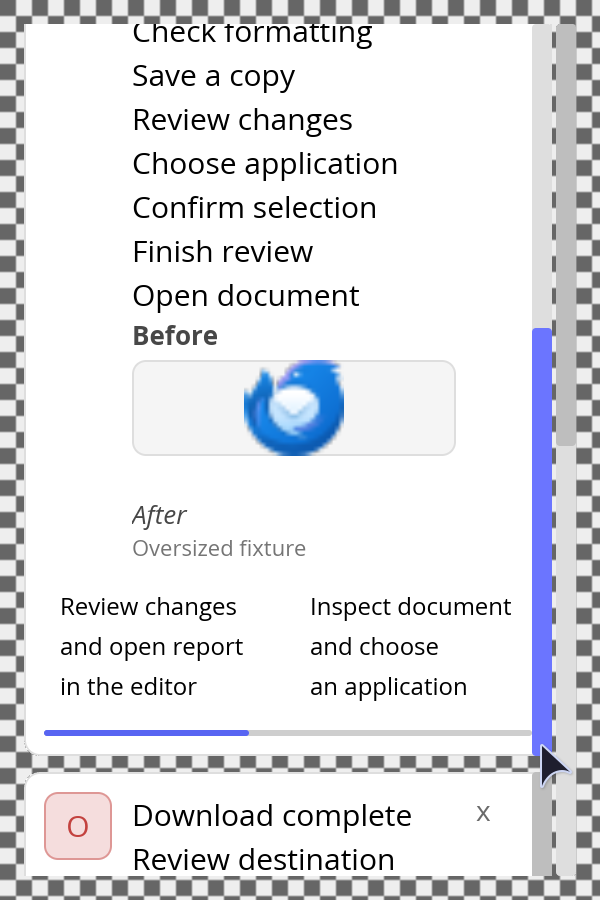 Check formatting
Save a copy
Review changes
Choose application
Confirm selection
Finish review
Open document
Before
After
Oversized fixture
Review changes
and open report
in the editor
Inspect document
and choose
an application
O
Download complete
x
Review destination